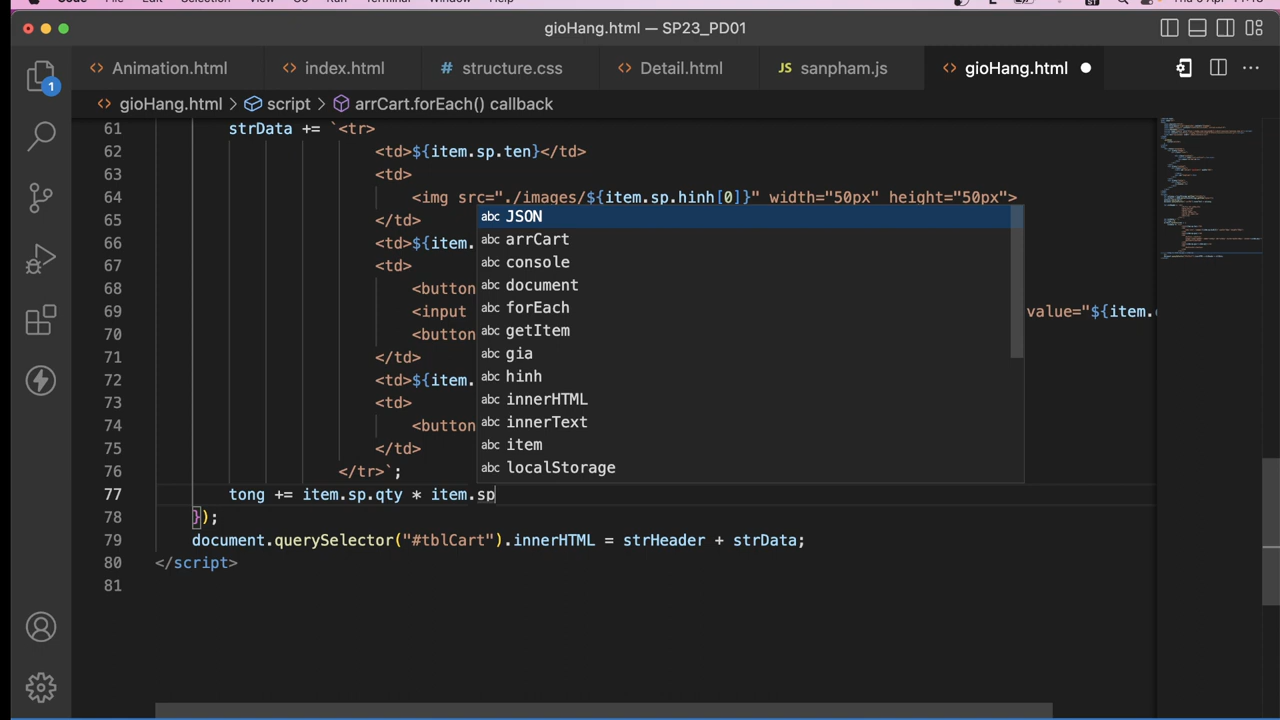 gioHang.html — SP23_PD01
Animation.html
index.html
# structure.css
Detail.html
JS sanpham.js
gioHang.html
1
gioHang.html > script > arrCart.forEach() callback
61 strData += `<tr>
62 <td>${item.sp.ten}</td>
63 <td>
64 <img src="./images/${item.sp.hinh[0]}" width="50px" height="50px">
65 </td>
66 <td>${item.
67 <td>
68 <button
69 <input value="${item.
70 <button
71 </td>
72 <td>${item.
73 <td>
74 <button
75 </td>
76 </tr>`;
77 tong += item.sp.qty * item.sp
78 });
79 document.querySelector("#tblCart").innerHTML = strHeader + strData;
80 </script>
81
abc JSON
abc arrCart
abc console
abc document
abc forEach
abc getItem
abc gia
abc hinh
abc innerHTML
abc innerText
abc item
abc localStorage